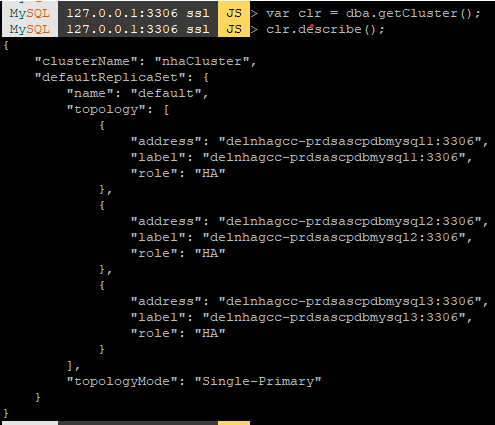 MySQL 127.0.0.1:3306 ssl JS > var clr = dba.getCluster();
MySQL 127.0.0.1:3306 ssl JS > clr.describe();
{
    "clusterName": "nhaCluster",
    "defaultReplicaSet": {
        "name": "default",
        "topology": [
            {
                "address": "delnhagcc-prdsascpdbmysql1:3306",
                "label": "delnhagcc-prdsascpdbmysql1:3306",
                "role": "HA"
            },
            {
                "address": "delnhagcc-prdsascpdbmysql2:3306",
                "label": "delnhagcc-prdsascpdbmysql2:3306",
                "role": "HA"
            },
            {
                "address": "delnhagcc-prdsascpdbmysql3:3306",
                "label": "delnhagcc-prdsascpdbmysql3:3306",
                "role": "HA"
            }
        ],
        "topologyMode": "Single-Primary"
    }
}